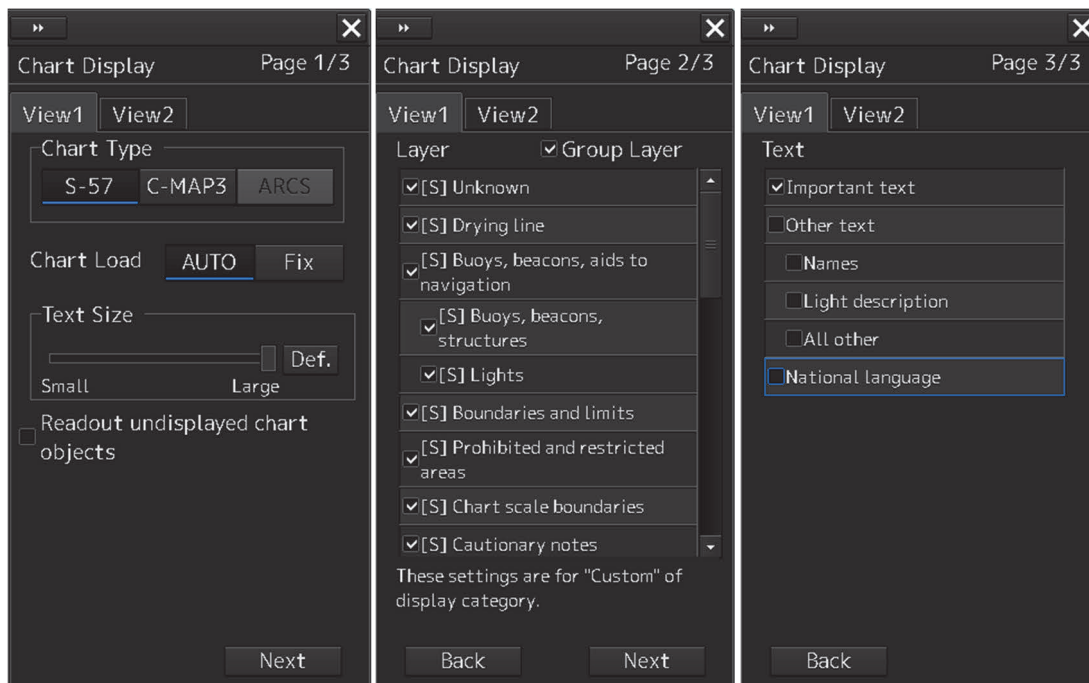 Chart Display Page 1/3
View1 View2
Chart Type
S-57 C-MAP3 ARCS
Chart Load AUTO Fix
Text Size
Def.
Small Large
Readout undisplayed chart
objects
Next
Chart Display Page 2/3
View1 View2
Layer Group Layer
[S] Unknown
[S] Drying line
[S] Buoys, beacons, aids to
navigation
[S] Buoys, beacons,
structures
[S] Lights
[S] Boundaries and limits
[S] Prohibited and restricted
areas
[S] Chart scale boundaries
[S] Cautionary notes
These settings are for "Custom" of
display category.
Back Next
Chart Display Page 3/3
View1 View2
Text
Important text
Other text
Names
Light description
All other
National language
Back